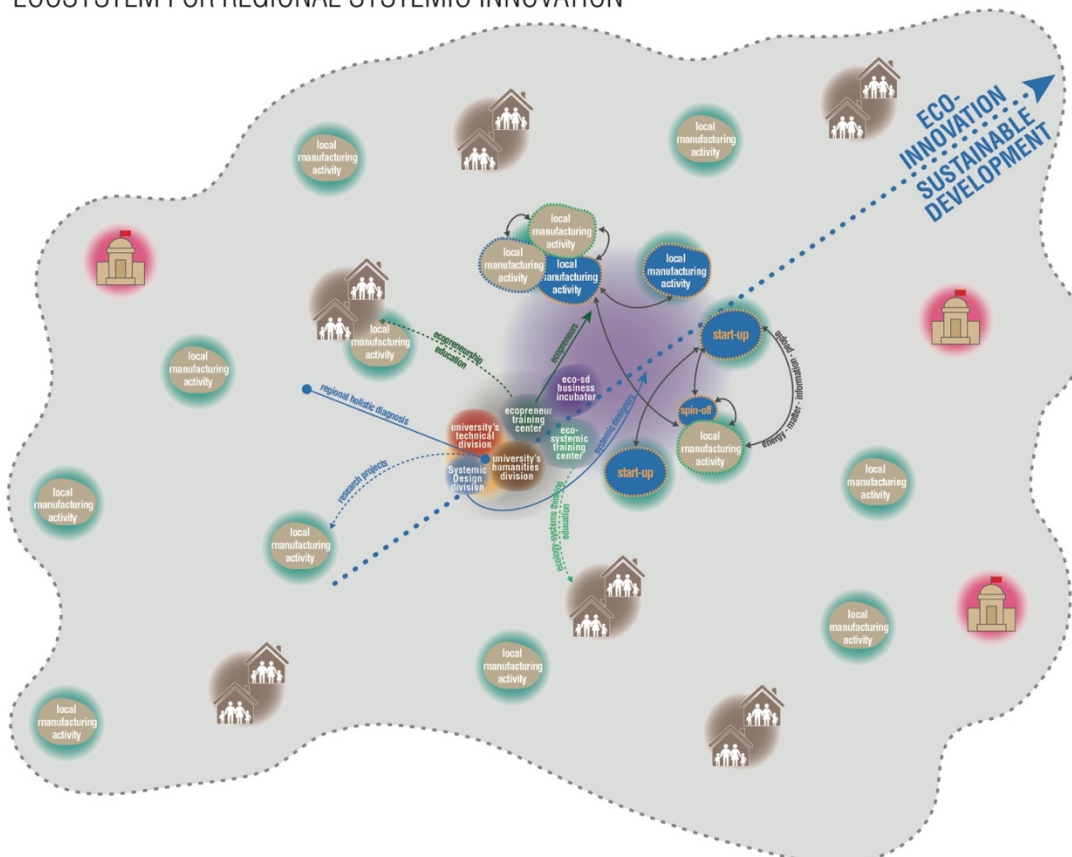 ECOSYSTEM FOR REGIONAL SYSTEMIC INNOVATION
ECO-
INNOVATION
SUSTAINABLE
DEVELOPMENT
local
manufacturing
activity
local
manufacturing
activity
local
manufacturing
activity
local
manufacturing
activity
local
manufacturing
activity
local
manufacturing
activity
start-up
local
manufacturing
activity
local
manufacturing
activity
ecopreneurship
education
ecopreneurs
energy - matter - information - people
eco-sd
business
incubator
regional holistic diagnosis
ecopreneur
training
center
systemic designers
spin-off
university's
technical
division
eco-
systemic
training
center
local
manufacturing
activity
university's
humanities
division
Systemic
Design
division
start-up
research projects
local
manufacturing
activity
local
manufacturing
activity
ecology-systems thinking
education
local
manufacturing
activity
local
manufacturing
activity
local
manufacturing
activity
local
manufacturing
activity